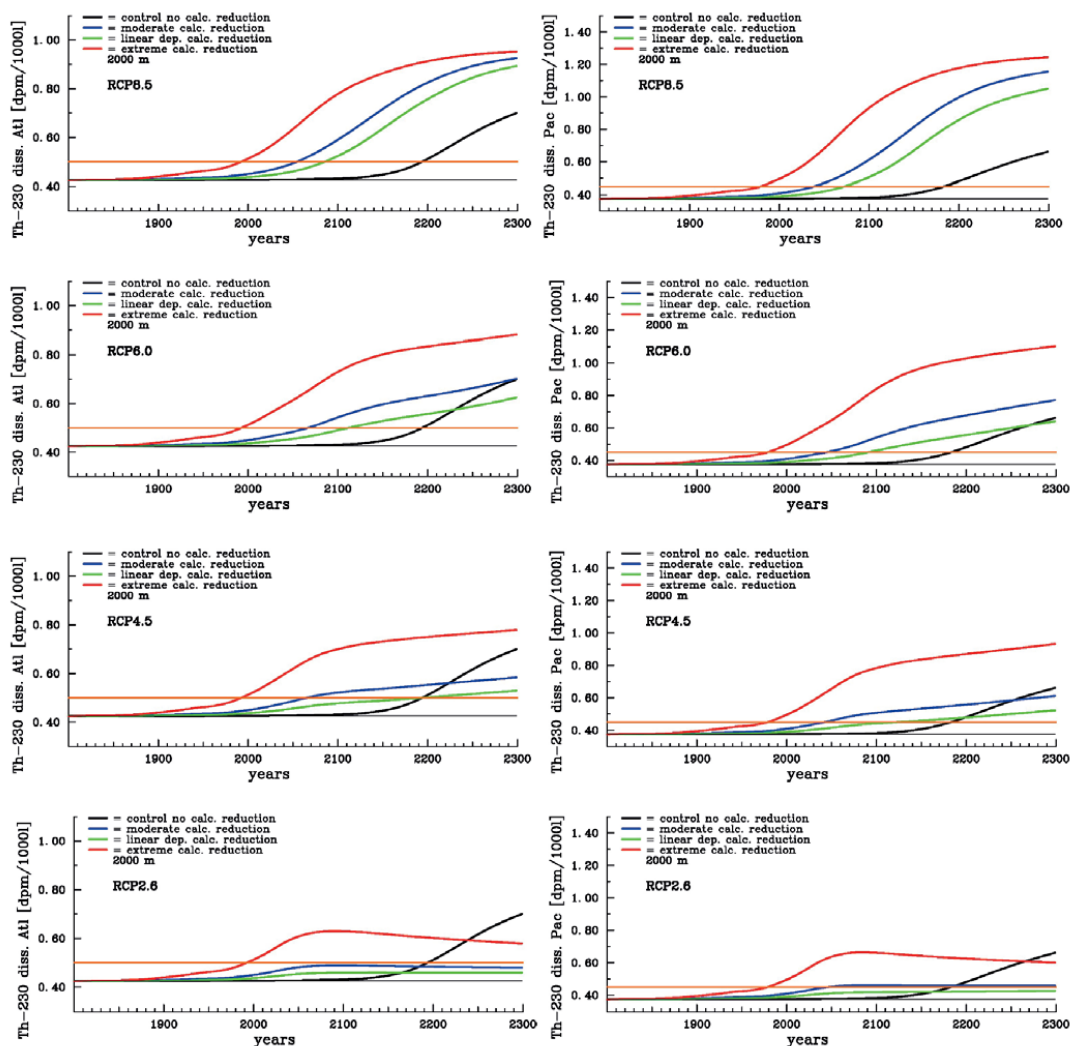 = control no calc. reduction
= moderate calc. reduction
= linear dep. calc. reduction
= extreme calc. reduction
2000 m
RCP8.5
Th-230 diss. Atl [dpm/1000l]
1.00
0.80
0.60
0.40
1900 2000 2100 2200 2300
years
= control no calc. reduction
= moderate calc. reduction
= linear dep. calc. reduction
= extreme calc. reduction
2000 m
RCP8.5
Th-230 diss. Pac [dpm/1000l]
1.40
1.20
1.00
0.80
0.60
0.40
1900 2000 2100 2200 2300
years
= control no calc. reduction
= moderate calc. reduction
= linear dep. calc. reduction
= extreme calc. reduction
2000 m
RCP6.0
Th-230 diss. Atl [dpm/1000l]
1.00
0.80
0.60
0.40
1900 2000 2100 2200 2300
years
= control no calc. reduction
= moderate calc. reduction
= linear dep. calc. reduction
= extreme calc. reduction
2000 m
RCP6.0
Th-230 diss. Pac [dpm/1000l]
1.40
1.20
1.00
0.80
0.60
0.40
1900 2000 2100 2200 2300
years
= control no calc. reduction
= moderate calc. reduction
= linear dep. calc. reduction
= extreme calc. reduction
2000 m
RCP4.5
Th-230 diss. Atl [dpm/1000l]
1.00
0.80
0.60
0.40
1900 2000 2100 2200 2300
years
= control no calc. reduction
= moderate calc. reduction
= linear dep. calc. reduction
= extreme calc. reduction
2000 m
RCP4.5
Th-230 diss. Pac [dpm/1000l]
1.40
1.20
1.00
0.80
0.60
0.40
1900 2000 2100 2200 2300
years
= control no calc. reduction
= moderate calc. reduction
= linear dep. calc. reduction
= extreme calc. reduction
2000 m
RCP2.6
Th-230 diss. Atl [dpm/1000l]
1.00
0.80
0.60
0.40
1900 2000 2100 2200 2300
years
= control no calc. reduction
= moderate calc. reduction
= linear dep. calc. reduction
= extreme calc. reduction
2000 m
RCP2.6
Th-230 diss. Pac [dpm/1000l]
1.40
1.20
1.00
0.80
0.60
0.40
1900 2000 2100 2200 2300
years